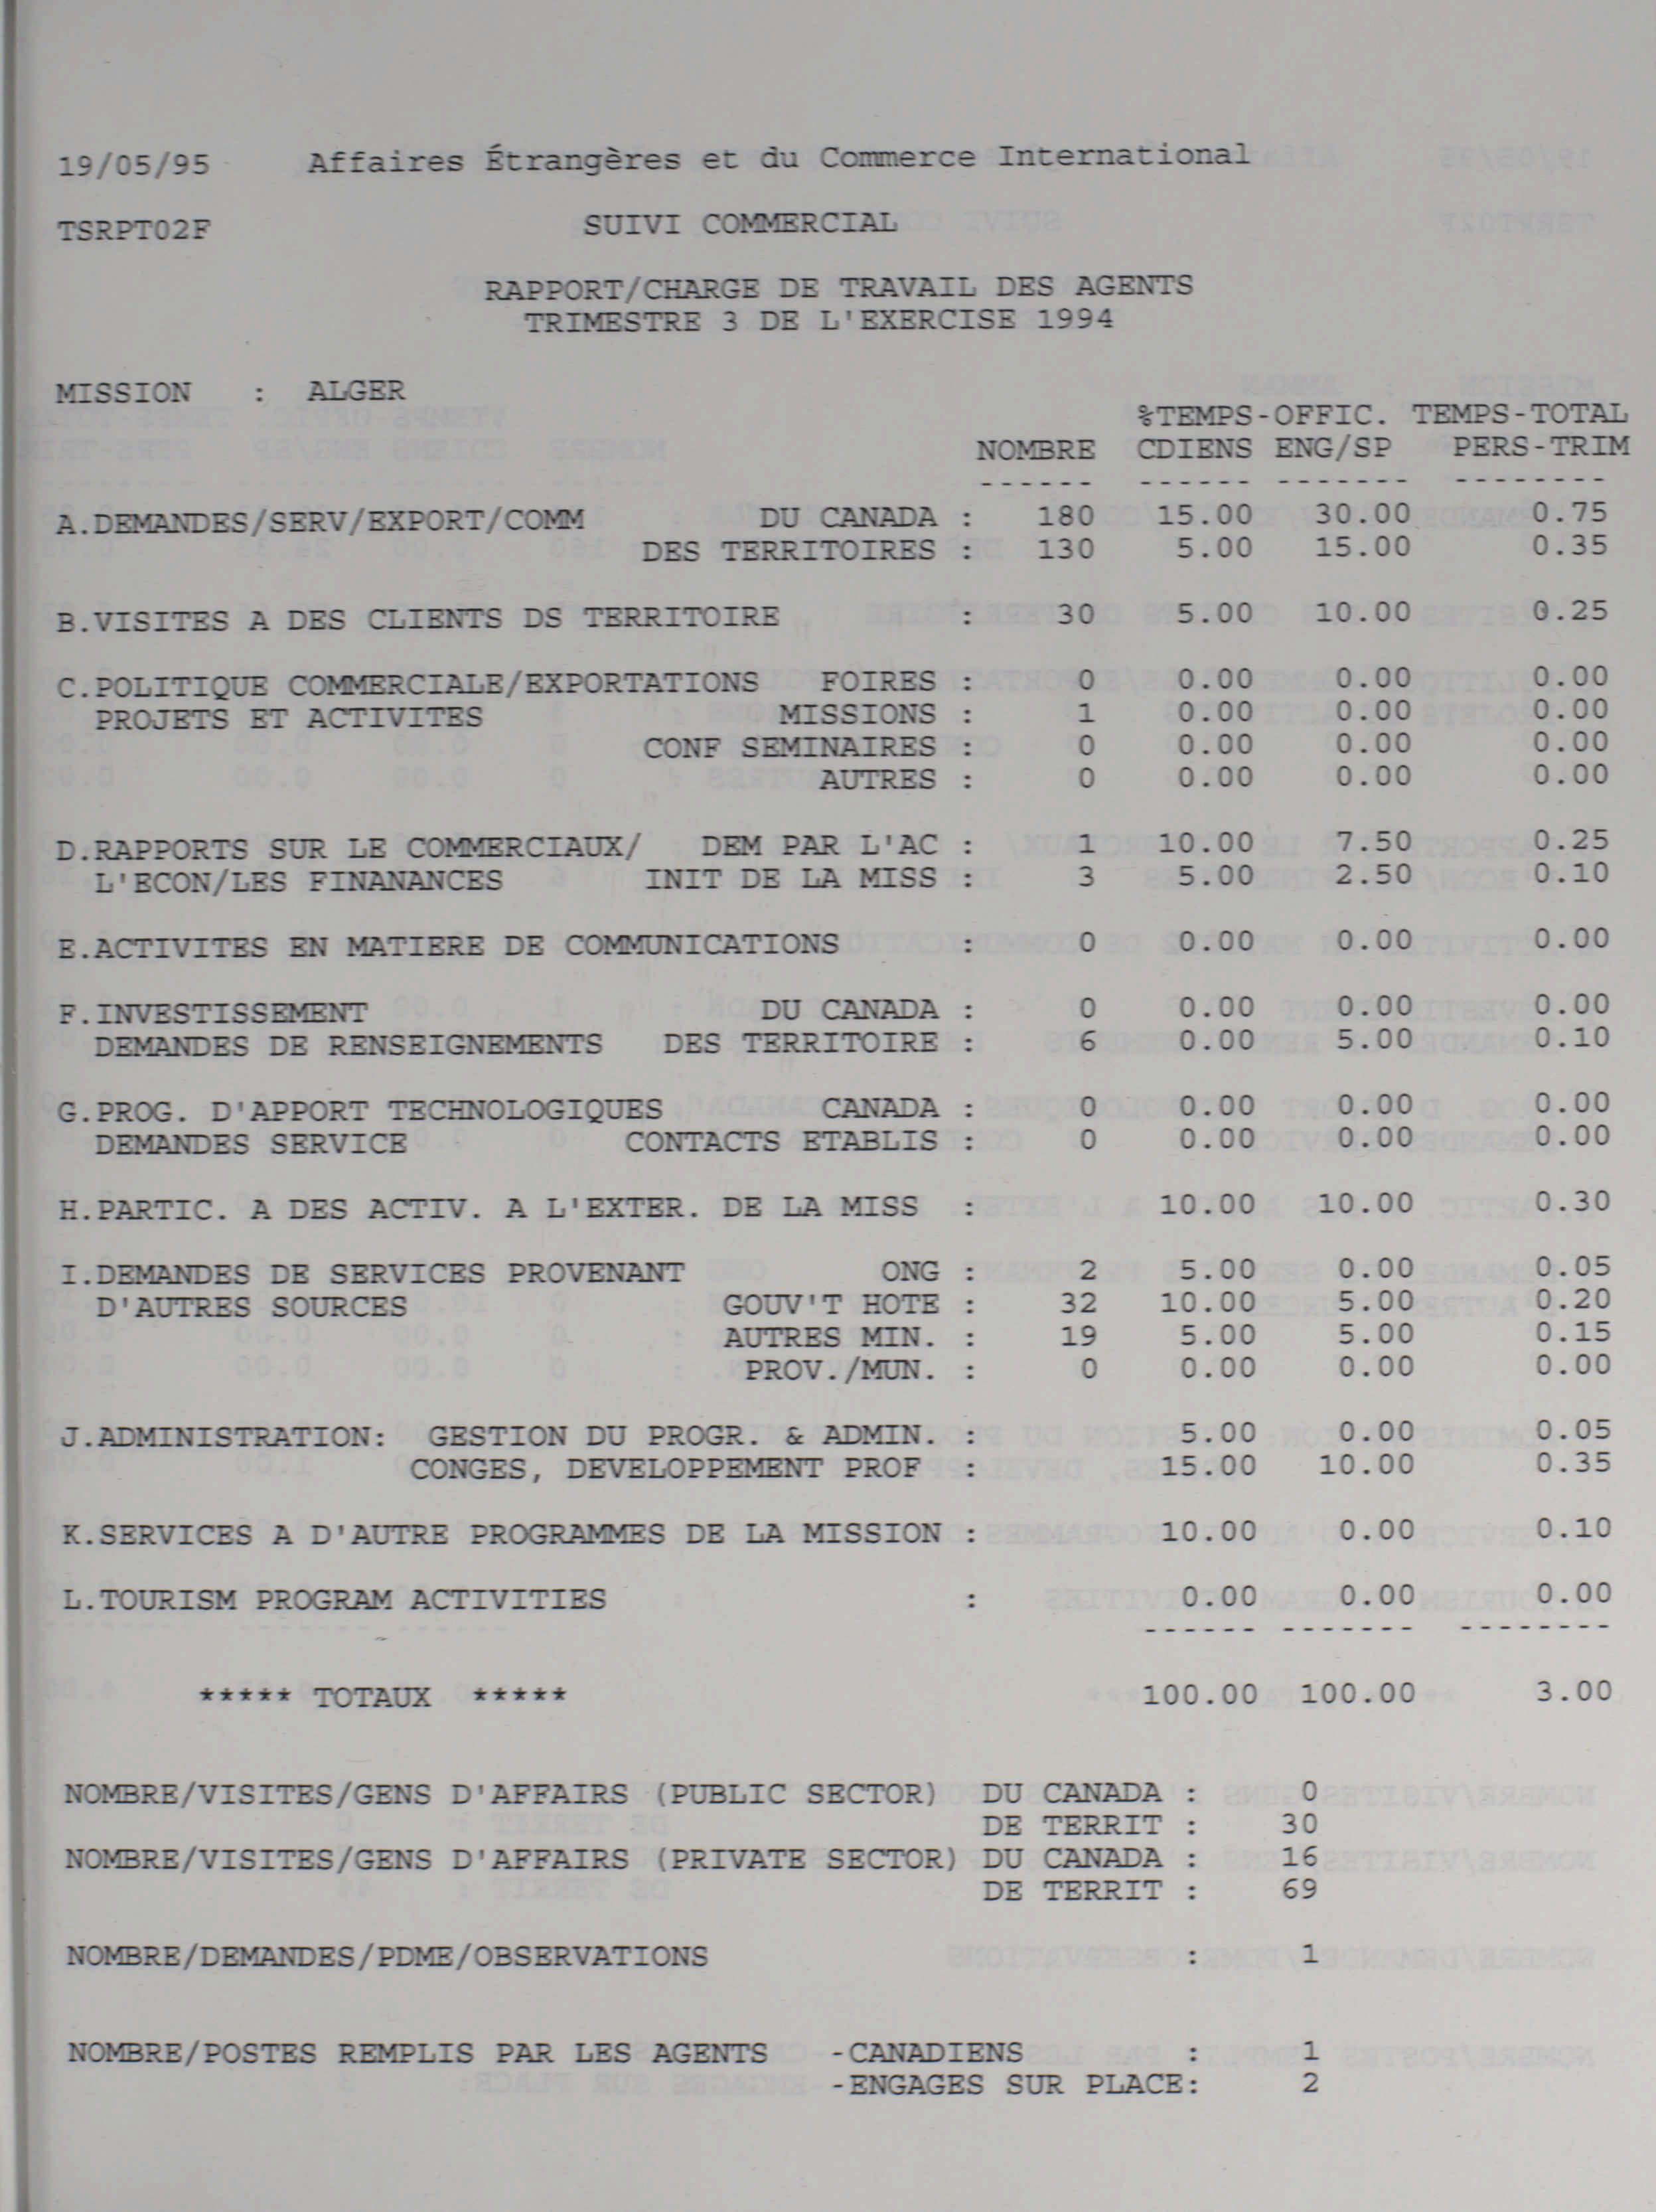 19/05/95 Affaires Étrangères et du Commerce International
TSRPT02F SUIVI COMMERCIAL
RAPPORT/CHARGE DE TRAVAIL DES AGENTS
TRIMESTRE 3 DE L'EXERCISE 1994
MISSION : ALGER
%TEMPS-OFFIC. TEMPS-TOTAL
NOMBRE CDIENS ENG/SP PERS-TRIM
------ ------ ------- --------
A.DEMANDES/SERV/EXPORT/COMM DU CANADA : 180 15.00 30.00 0.75
DES TERRITOIRES : 130 5.00 15.00 0.35
B.VISITES A DES CLIENTS DS TERRITOIRE : 30 5.00 10.00 0.25
C.POLITIQUE COMMERCIALE/EXPORTATIONS FOIRES : 0 0.00 0.00 0.00
PROJETS ET ACTIVITES MISSIONS : 1 0.00 0.00 0.00
CONF SEMINAIRES : 0 0.00 0.00 0.00
AUTRES : 0 0.00 0.00 0.00
D.RAPPORTS SUR LE COMMERCIAUX/ DEM PAR L'AC : 1 10.00 7.50 0.25
L'ECON/LES FINANANCES INIT DE LA MISS : 3 5.00 2.50 0.10
E.ACTIVITES EN MATIERE DE COMMUNICATIONS : 0 0.00 0.00 0.00
F.INVESTISSEMENT DU CANADA : 0 0.00 0.00 0.00
DEMANDES DE RENSEIGNEMENTS DES TERRITOIRE : 6 0.00 5.00 0.10
G.PROG. D'APPORT TECHNOLOGIQUES CANADA : 0 0.00 0.00 0.00
DEMANDES SERVICE CONTACTS ETABLIS : 0 0.00 0.00 0.00
H.PARTIC. A DES ACTIV. A L'EXTER. DE LA MISS : 10.00 10.00 0.30
I.DEMANDES DE SERVICES PROVENANT ONG : 2 5.00 0.00 0.05
D'AUTRES SOURCES GOUV'T HOTE : 32 10.00 5.00 0.20
AUTRES MIN. : 19 5.00 5.00 0.15
PROV./MUN. : 0 0.00 0.00 0.00
J.ADMINISTRATION: GESTION DU PROGR. & ADMIN. : 5.00 0.00 0.05
CONGES, DEVELOPPEMENT PROF : 15.00 10.00 0.35
K.SERVICES A D'AUTRE PROGRAMMES DE LA MISSION : 10.00 0.00 0.10
L.TOURISM PROGRAM ACTIVITIES : 0.00 0.00 0.00
------ ------- --------
***** TOTAUX ***** 100.00 100.00 3.00
NOMBRE/VISITES/GENS D'AFFAIRS (PUBLIC SECTOR) DU CANADA : 0
DE TERRIT : 30
NOMBRE/VISITES/GENS D'AFFAIRS (PRIVATE SECTOR) DU CANADA : 16
DE TERRIT : 69
NOMBRE/DEMANDES/PDME/OBSERVATIONS : 1
NOMBRE/POSTES REMPLIS PAR LES AGENTS -CANADIENS : 1
-ENGAGES SUR PLACE: 2